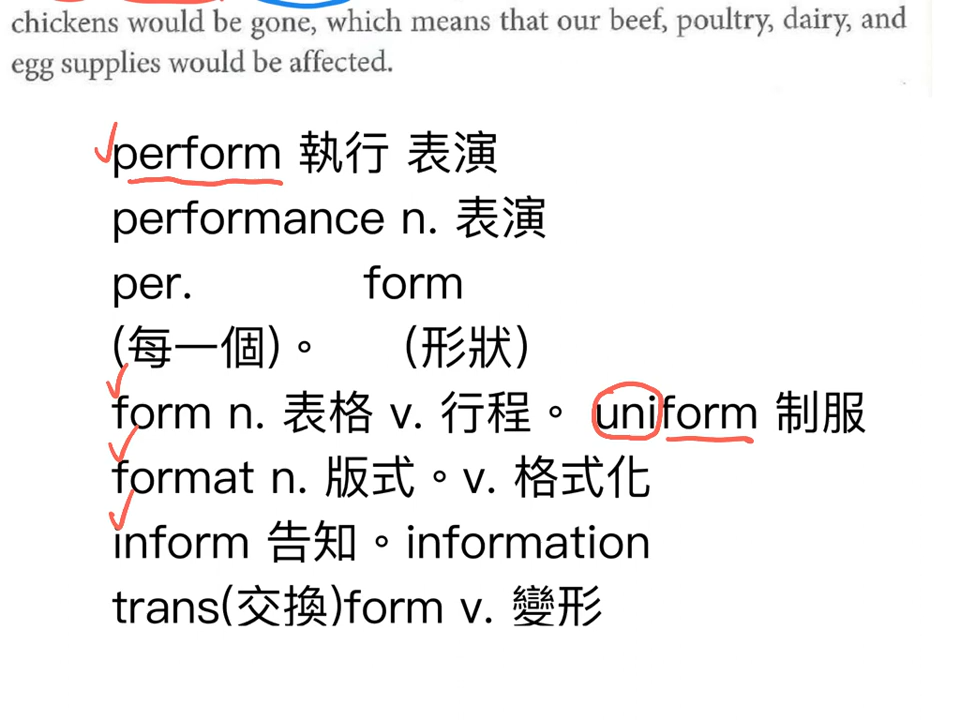 chickens would be gone, which means that our beef, poultry, dairy, and
egg supplies would be affected.
perform 執行 表演
performance n. 表演
per. form
(每一個)。 (形狀)
form n. 表格 v. 行程。 uniform 制服
format n. 版式。v. 格式化
inform 告知。information
trans(交換)form v. 變形